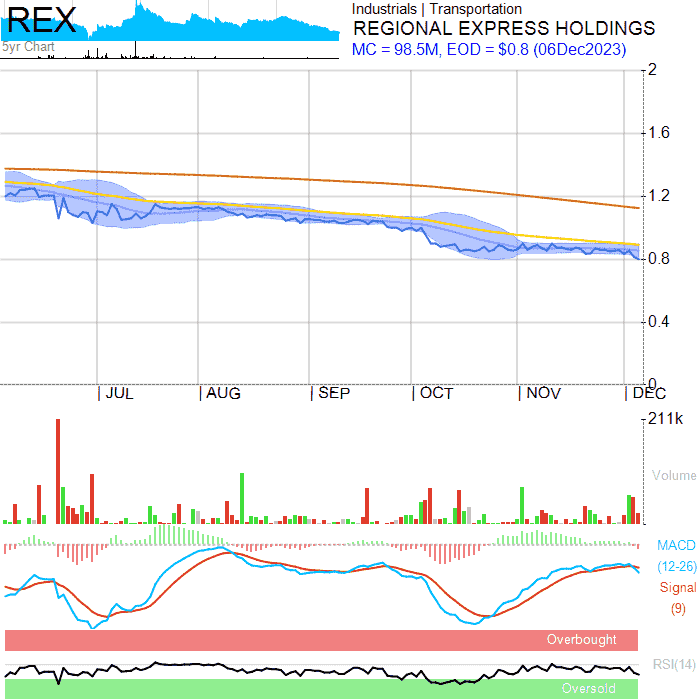 REX
5yr Chart
Industrials | Transportation
REGIONAL EXPRESS HOLDINGS
MC = 98.5M, EOD = $0.8 (06Dec2023)
2
1.6
1.2
0.8
0.4
0
JUL AUG SEP OCT NOV DEC
211k
Volume
MACD
(12-26)
Signal
(9)
Overbought
RSI(14)
Oversold